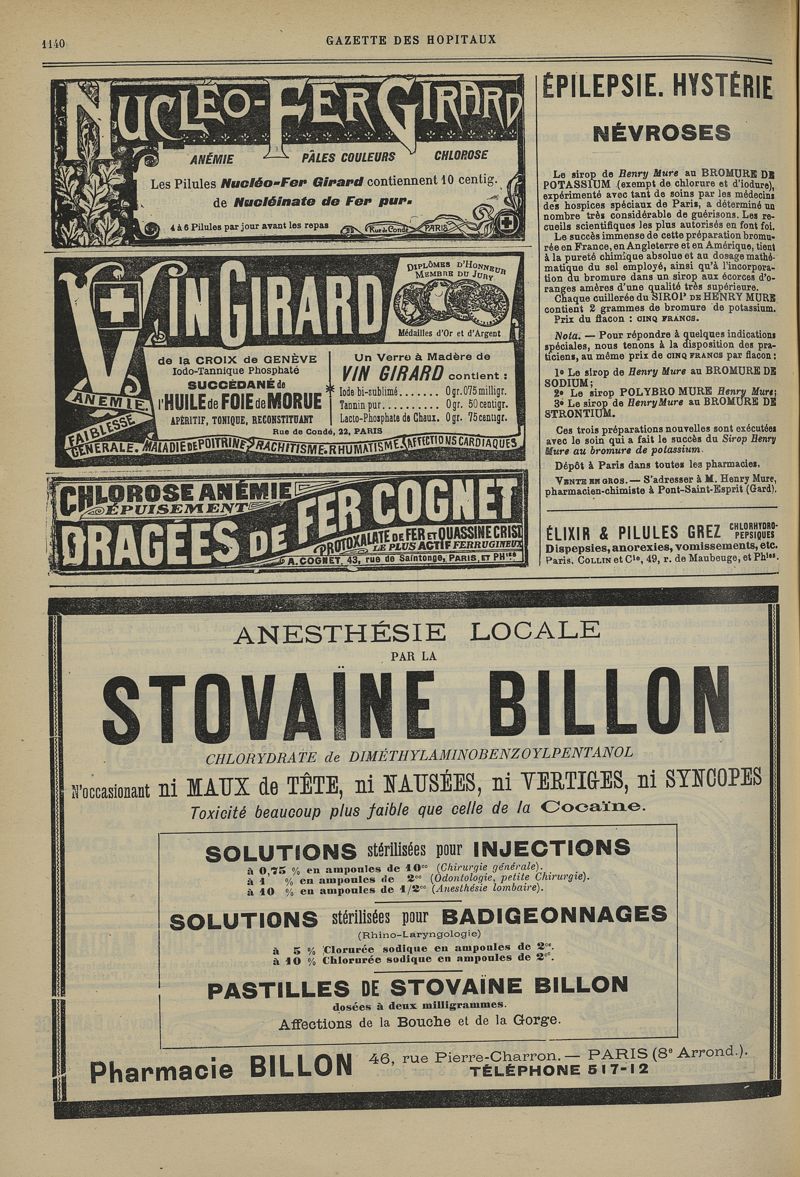 1140
GAZETTE DES HOPITAUX
NUCLÉO-FER GIRARD
ANÉMIE PÂLES COULEURS CHLOROSE
Les Pilules Nucléo-Fer Girard contiennent 10 centig.
de Nucléinate de Fer pur.
4 à 6 Pilules par jour avant les repas 22 Rue de Condé PARIS
VIN GIRARD
DIPLÔMES D'HONNEUR
MEMBRE DU JURY
Médailles d'Or et d'Argent
de la CROIX de GENÈVE
Iodo-Tannique Phosphaté
SUCCÉDANÉ de
l'HUILE de FOIE de MORUE
APÉRITIF, TONIQUE, RECONSTITUANT
Rue de Condé, 22, PARIS
Un Verre à Madère de
VIN GIRARD contient :
* Iode bi-sublimé....... 0 gr. 075 milligr.
Tannin pur.......... 0 gr. 50 centigr.
Lacto-Phosphate de Chaux. 0 gr. 75 centigr.
ANÉMIE.
FAIBLESSE
GÉNÉRALE. MALADIE DE POITRINE, RACHITISME. RHUMATISME. AFFECTIONS CARDIAQUES
CHLOROSE ANÉMIE
ÉPUISEMENT
DRAGÉES DE FER COGNET
PROTOXALATE DE FER ET QUASSINE CRIST
LE PLUS ACTIF FERRUGINEUX
A. COGNET, 43, rue de Saintonge, PARIS, ET PHies
ÉPILEPSIE. HYSTÉRIE
NÉVROSES
Le sirop de Henry Mure au BROMURE DE
POTASSIUM (exempt de chlorure et d'iodure),
expérimenté avec tant de soins par les médecins
des hospices spéciaux de Paris, a déterminé un
nombre très considérable de guérisons. Les re-
cueils scientifiques les plus autorisés en font foi.
Le succès immense de cette préparation bromu-
rée en France, en Angleterre et en Amérique, tient
à la pureté chimique absolue et au dosage mathé-
matique du sel employé, ainsi qu'à l'incorpora-
tion du bromure dans un sirop aux écorces d'o-
ranges amères d'une qualité très supérieure.
Chaque cuillerée du SIROP DE HENRY MURE
contient 2 grammes de bromure de potassium.
Prix du flacon : CINQ FRANCS.
Nota. — Pour répondre à quelques indications
spéciales, nous tenons à la disposition des pra-
ticiens, au même prix de CINQ FRANCS par flacon :
1º Le sirop de Henry Mure au BROMURE DE
SODIUM ;
2º Le sirop POLYBROMURE Henry Mure ;
3º Le sirop de Henry Mure au BROMURE DE
STRONTIUM.
Ces trois préparations nouvelles sont exécutées
avec le soin qui a fait le succès du Sirop Henry
Mure au bromure de potassium.
Dépôt à Paris dans toutes les pharmacies.
VENTE EN GROS. — S'adresser à M. Henry Mure,
pharmacien-chimiste à Pont-Saint-Esprit (Gard).
ÉLIXIR & PILULES GREZ CHLORHYDRO-PEPSIQUES
Dispepsies, anorexies, vomissements, etc.
Paris, COLLIN et Cie, 49, r. de Maubeuge, et Phies.
ANESTHÉSIE LOCALE
PAR LA
STOVAÏNE BILLON
CHLORYDRATE de DIMÉTHYLAMINOBENZOYLPENTANOL
N'occasionant ni MAUX de TÊTE, ni NAUSÉES, ni VERTIGES, ni SYNCOPES
Toxicité beaucoup plus faible que celle de la Cocaïne.
SOLUTIONS stérilisées pour INJECTIONS
à 0,75 % en ampoules de 10cc (Chirurgie générale).
à 1 % en ampoules de 2cc (Odontologie, petite Chirurgie).
à 10 % en ampoules de 1/2cc (Anesthésie lombaire).
SOLUTIONS stérilisées pour BADIGEONNAGES
(Rhino-Laryngologie)
à 5 % Clorurée sodique en ampoules de 2cc.
à 10 % Chlorurée sodique en ampoules de 2cc.
PASTILLES DE STOVAÏNE BILLON
dosées à deux milligrammes.
Affections de la Bouche et de la Gorge.
Pharmacie BILLON 46, rue Pierre-Charron. — PARIS (8e Arrond.).
TÉLÉPHONE 517-12